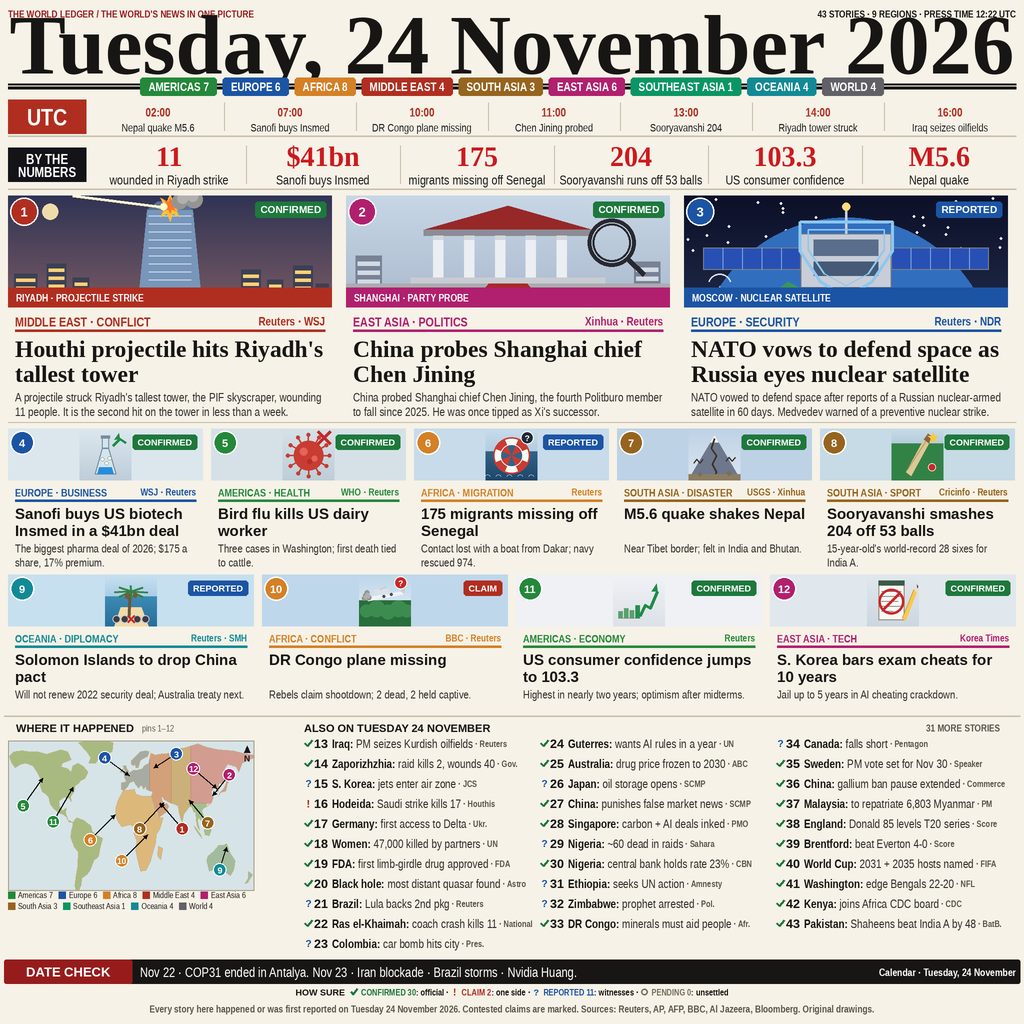 THE WORLD LEDGER / THE WORLD'S NEWS IN ONE PICTURE
43 STORIES · 9 REGIONS · PRESS TIME 12:22 UTC
Tuesday, 24 November 2026
AMERICAS 7 EUROPE 6 AFRICA 8 MIDDLE EAST 4 SOUTH ASIA 3 EAST ASIA 6 SOUTHEAST ASIA 1 OCEANIA 4 WORLD 4
UTC
02:00
Nepal quake M5.6
07:00
Sanofi buys Insmed
10:00
DR Congo plane missing
11:00
Chen Jining probed
13:00
Sooryavanshi 204
14:00
Riyadh tower struck
16:00
Iraq seizes oilfields
BY THE
NUMBERS
11
wounded in Riyadh strike
$41bn
Sanofi buys Insmed
175
migrants missing off Senegal
204
Sooryavanshi runs off 53 balls
103.3
US consumer confidence
M5.6
Nepal quake
1
CONFIRMED
RIYADH · PROJECTILE STRIKE
MIDDLE EAST · CONFLICT
Reuters · WSJ
Houthi projectile hits Riyadh's
tallest tower
A projectile struck Riyadh's tallest tower, the PIF skyscraper, wounding
11 people. It is the second hit on the tower in less than a week.
2
CONFIRMED
SHANGHAI · PARTY PROBE
EAST ASIA · POLITICS
Xinhua · Reuters
China probes Shanghai chief
Chen Jining
China probed Shanghai chief Chen Jining, the fourth Politburo member
to fall since 2025. He was once tipped as Xi's successor.
3
REPORTED
MOSCOW · NUCLEAR SATELLITE
EUROPE · SECURITY
Reuters · NDR
NATO vows to defend space as
Russia eyes nuclear satellite
NATO vowed to defend space after reports of a Russian nuclear-armed
satellite in 60 days. Medvedev warned of a preventive nuclear strike.
4
CONFIRMED
EUROPE · BUSINESS
WSJ · Reuters
Sanofi buys US biotech
Insmed in a $41bn deal
The biggest pharma deal of 2026; $175 a
share, 17% premium.
5
CONFIRMED
AMERICAS · HEALTH
WHO · Reuters
Bird flu kills US dairy
worker
Three cases in Washington; first death tied
to cattle.
6
?
REPORTED
AFRICA · MIGRATION
Reuters
175 migrants missing off
Senegal
Contact lost with a boat from Dakar; navy
rescued 974.
7
CONFIRMED
SOUTH ASIA · DISASTER
USGS · Xinhua
M5.6 quake shakes Nepal
Near Tibet border; felt in India and Bhutan.
8
CONFIRMED
SOUTH ASIA · SPORT
Cricinfo · Reuters
Sooryavanshi smashes
204 off 53 balls
15-year-old's world-record 28 sixes for
India A.
9
REPORTED
OCEANIA · DIPLOMACY
Reuters · SMH
Solomon Islands to drop China
pact
Will not renew 2022 security deal; Australia treaty next.
10
?
CLAIM
AFRICA · CONFLICT
BBC · Reuters
DR Congo plane missing
Rebels claim shootdown; 2 dead, 2 held captive.
11
CONFIRMED
AMERICAS · ECONOMY
Reuters
US consumer confidence jumps
to 103.3
Highest in nearly two years; optimism after midterms.
12
CONFIRMED
EAST ASIA · TECH
Korea Times
S. Korea bars exam cheats for
10 years
Jail up to 5 years in AI cheating crackdown.
WHERE IT HAPPENED pins 1–12
N
4
3
12
2
5
11
6
8
1
7
10
9
Americas 7 Europe 6 Africa 8 Middle East 4 East Asia 6
South Asia 3 Southeast Asia 1 Oceania 4 World 4
ALSO ON TUESDAY 24 NOVEMBER
31 MORE STORIES
✓13 Iraq: PM seizes Kurdish oilfields · Reuters
✓14 Zaporizhzhia: raid kills 2, wounds 40 · Gov.
? 15 S. Korea: jets enter air zone · JCS
! 16 Hodeida: Saudi strike kills 17 · Houthis
✓17 Germany: first access to Delta · Ukr.
✓18 Women: 47,000 killed by partners · UN
✓19 FDA: first limb-girdle drug approved · FDA
✓20 Black hole: most distant quasar found · Astro
? 21 Brazil: Lula backs 2nd pkg · Reuters
✓22 Ras el-Khaimah: coach crash kills 11 · National
? 23 Colombia: car bomb hits city · Pres.
✓24 Guterres: wants AI rules in a year · UN
✓25 Australia: drug price frozen to 2030 · ABC
? 26 Japan: oil storage opens · SCMP
✓27 China: punishes false market news · SCMP
✓28 Singapore: carbon + AI deals inked · PMO
? 29 Nigeria: ~60 dead in raids · Sahara
✓30 Nigeria: central bank holds rate 23% · CBN
? 31 Ethiopia: seeks UN action · Amnesty
? 32 Zimbabwe: prophet arrested · Pol.
✓33 DR Congo: minerals must aid people · Afr.
? 34 Canada: falls short · Pentagon
✓35 Sweden: PM vote set for Nov 30 · Speaker
✓36 China: gallium ban pause extended · Commerce
✓37 Malaysia: to repatriate 6,803 Myanmar · PM
✓38 England: Donald 85 levels T20 series · Score
✓39 Brentford: beat Everton 4-0 · Score
✓40 World Cup: 2031 + 2035 hosts named · FIFA
✓41 Washington: edge Bengals 22-20 · NFL
✓42 Kenya: joins Africa CDC board · CDC
✓43 Pakistan: Shaheens beat India A by 48 · BatB.
DATE CHECK
Nov 22 · COP31 ended in Antalya. Nov 23 · Iran blockade · Brazil storms · Nvidia Huang.
Calendar · Tuesday, 24 November
HOW SURE ✓ CONFIRMED 30: official · ! CLAIM 2: one side · ? REPORTED 11: witnesses · O PENDING 0: unsettled
Every story here happened or was first reported on Tuesday 24 November 2026. Contested claims are marked. Sources: Reuters, AP, AFP, BBC, Al Jazeera, Bloomberg. Original drawings.